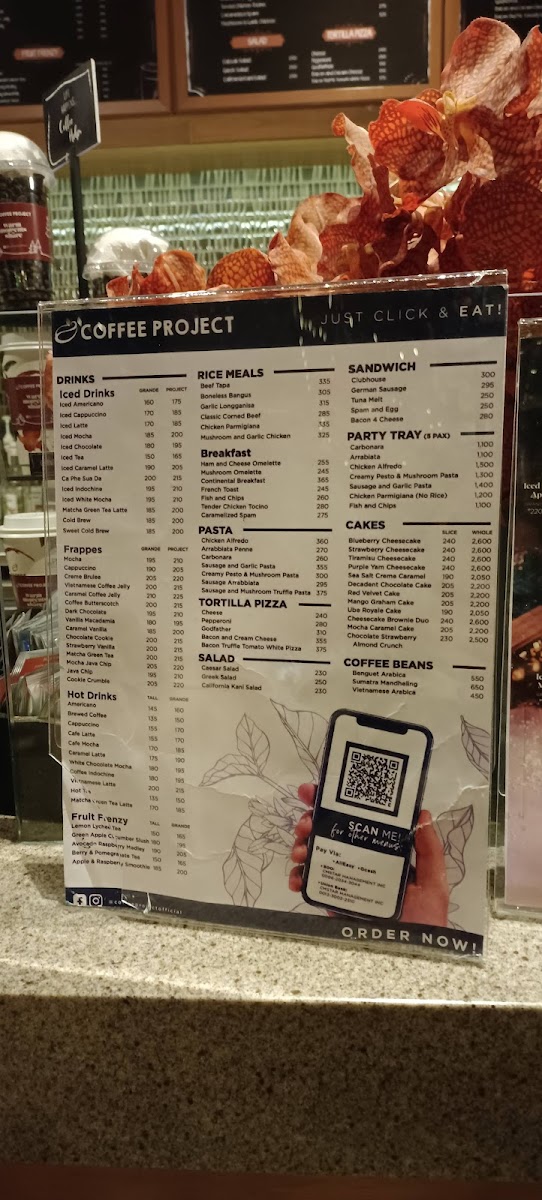 FRUIT FRENZY
SALAD
TORTILLA PIZZA
Caesar Salad
Greek Salad
California Kani Salad
Cheese
Pepperoni
Godfather
Coffee
COFFEE PROJECT
COFFEE PROJECT
JUST CLICK & EAT!
DRINKS
Iced Drinks GRANDE PROJECT
Iced Americano 160 175
Iced Cappuccino 170 185
Iced Latte 170 185
Iced Mocha 185 200
Iced Chocolate 180 195
Iced Tea 150 165
Iced Caramel Latte 190 205
Ca Phe Sua Da 200 215
Iced Indochine 195 210
Iced White Mocha 195 210
Matcha Green Tea Latte 185 200
Cold Brew 185 200
Sweet Cold Brew 185 200
Frappes GRANDE PROJECT
Mocha 195 210
Cappuccino 190 205
Creme Brulee 205 220
Vietnamese Coffee Jelly 200 215
Caramel Coffee Jelly 210 225
Coffee Butterscotch 200 215
Dark Chocolate 195 210
Vanilla Macadamia 180 195
Caramel Vanilla 185 200
Chocolate Cookie 200 215
Strawberry Vanilla 200 215
Matcha Green Tea 200 215
Mocha Java Chip 205 220
Java Chip 195 210
Cookie Crumble 205 220
Hot Drinks TALL GRANDE
Americano 145 160
Brewed Coffee 135 150
Cappuccino 155 170
Cafe Latte 155 170
Cafe Mocha 170 185
Caramel Latte 175 190
White Chocolate Mocha 180 195
Coffee Indochine 180 195
Vietnamese Latte 200 215
Hot 135 150
Matcha Green Tea Latte 170 185
Fruit Frenzy TALL GRANDE
Lemon Lychee Tea 150 165
Green Apple Cucumber Slush 180 195
Avocado Raspberry Medley 190 205
Berry & Pomegranate Tea 150 165
Apple & Raspberry Smoothie 185 200
RICE MEALS
Beef Tapa 335
Boneless Bangus 305
Garlic Longganisa 315
Classic Corned Beef 285
Chicken Parmigiana 335
Mushroom and Garlic Chicken 325
Breakfast
Ham and Cheese Omelette 255
Mushroom Omelette 245
Continental Breakfast 365
French Toast 245
Fish and Chips 260
Tender Chicken Tocino 280
Caramelized Spam 275
PASTA
Chicken Alfredo 360
Arrabbiata Penne 270
Carbonara 260
Sausage and Garlic Pasta 355
Creamy Pesto & Mushroom Pasta 300
Sausage Arrabbiata 295
Sausage and Mushroom Truffle Pasta 375
TORTILLA PIZZA
Cheese 240
Pepperoni 280
Godfather 310
Bacon and Cream Cheese 355
Bacon Truffle Tomato White Pizza 375
SALAD
Caesar Salad 230
Greek Salad 250
California Kani Salad 230
SANDWICH
Clubhouse 300
German Sausage 295
Tuna Melt 250
Spam and Egg 250
Bacon 4 Cheese 280
PARTY TRAY (5 PAX)
Carbonara 1,100
Arrabiata 1,100
Chicken Alfredo 1,500
Creamy Pesto & Mushroom Pasta 1,300
Sausage and Garlic Pasta 1,400
Chicken Parmigiana (No Rice) 1,200
Fish and Chips 1,100
CAKES SLICE WHOLE
Blueberry Cheesecake 240 2,600
Strawberry Cheesecake 240 2,600
Tiramisu Cheesecake 240 2,600
Purple Yam Cheesecake 240 2,600
Sea Salt Creme Caramel 190 2,050
Decadent Chocolate Cake 205 2,200
Red Velvet Cake 205 2,200
Mango Graham Cake 205 2,200
Ube Royale Cake 190 2,050
Cheesecake Brownie Duo 240 2,600
Mocha Caramel Cake 205 2,200
Chocolate Strawberry 230 2,500
Almond Crunch
COFFEE BEANS
Benguet Arabica 550
Sumatra Mandheling 650
Vietnamese Arabica 450
SCAN ME!
for other menus!
Pay Via:
ORDER NOW!
Iced